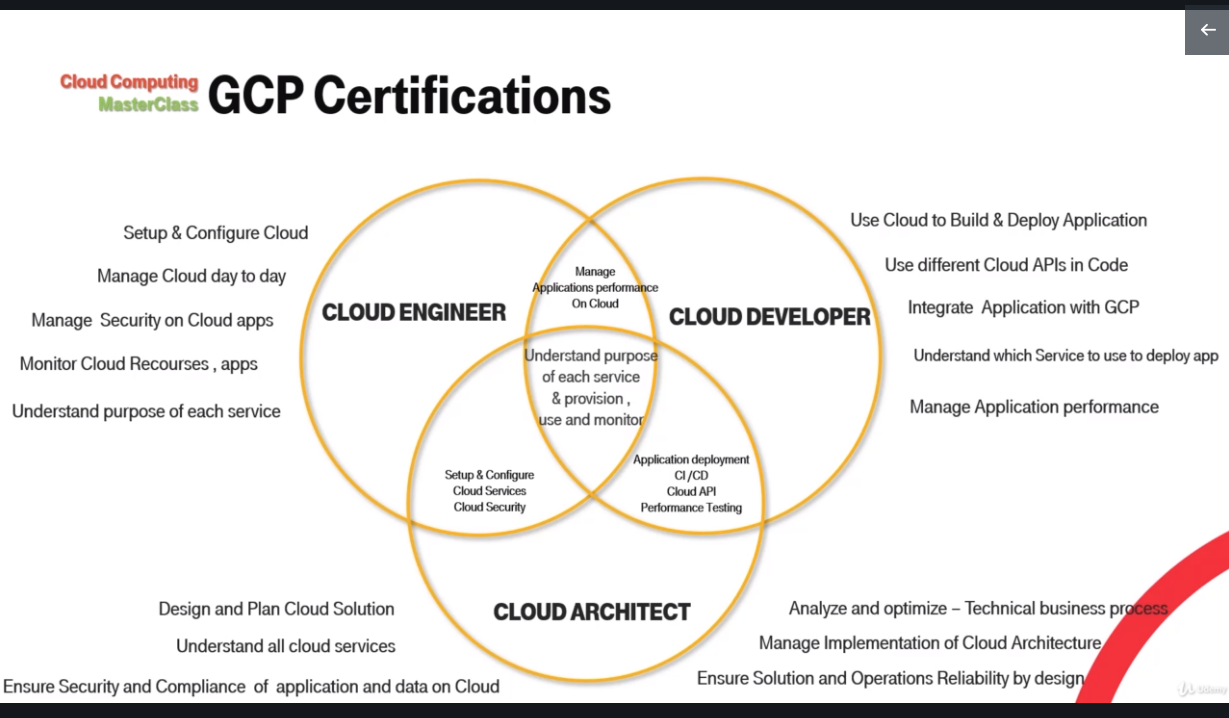 Cloud Computing
MasterClass
GCP Certifications
Setup & Configure Cloud
Manage Cloud day to day
Manage Security on Cloud apps
Monitor Cloud Recourses , apps
Understand purpose of each service
CLOUD ENGINEER
Manage
Applications performance
On Cloud
CLOUD DEVELOPER
Use Cloud to Build & Deploy Application
Use different Cloud APIs in Code
Integrate Application with GCP
Understand which Service to use to deploy app
Manage Application performance
Understand purpose
of each service
& provision ,
use and monitor
Setup & Configure
Cloud Services
Cloud Security
Application deployment
CI /CD
Cloud API
Performance Testing
CLOUD ARCHITECT
Design and Plan Cloud Solution
Understand all cloud services
Ensure Security and Compliance of application and data on Cloud
Analyze and optimize – Technical business process
Manage Implementation of Cloud Architecture
Ensure Solution and Operations Reliability by design
Udemy